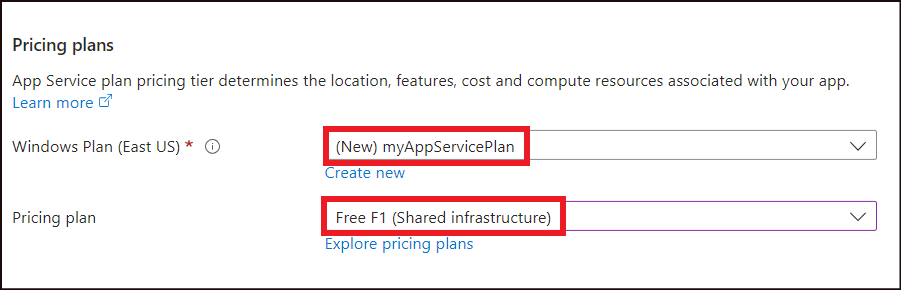 Pricing plans
App Service plan pricing tier determines the location, features, cost and compute resources associated with your app.
Learn more
Windows Plan (East US) *
(New) myAppServicePlan
Create new
Pricing plan
Free F1 (Shared infrastructure)
Explore pricing plans